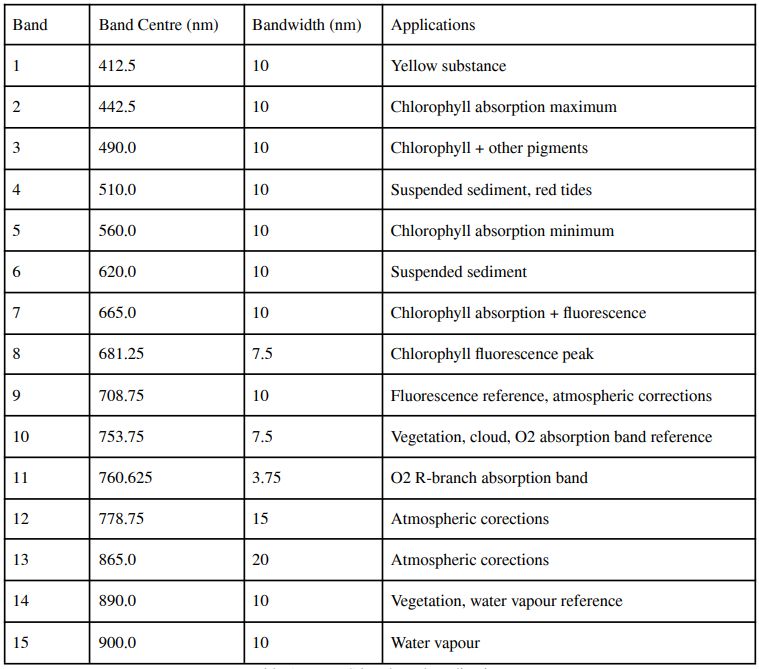 Band Band Centre (nm) Bandwidth (nm) Applications
1 412.5 10 Yellow substance
2 442.5 10 Chlorophyll absorption maximum
3 490.0 10 Chlorophyll + other pigments
4 510.0 10 Suspended sediment, red tides
5 560.0 10 Chlorophyll absorption minimum
6 620.0 10 Suspended sediment
7 665.0 10 Chlorophyll absorption + fluorescence
8 681.25 7.5 Chlorophyll fluorescence peak
9 708.75 10 Fluorescence reference, atmospheric corrections
10 753.75 7.5 Vegetation, cloud, O2 absorption band reference
11 760.625 3.75 O2 R-branch absorption band
12 778.75 15 Atmospheric corections
13 865.0 20 Atmospheric corections
14 890.0 10 Vegetation, water vapour reference
15 900.0 10 Water vapour